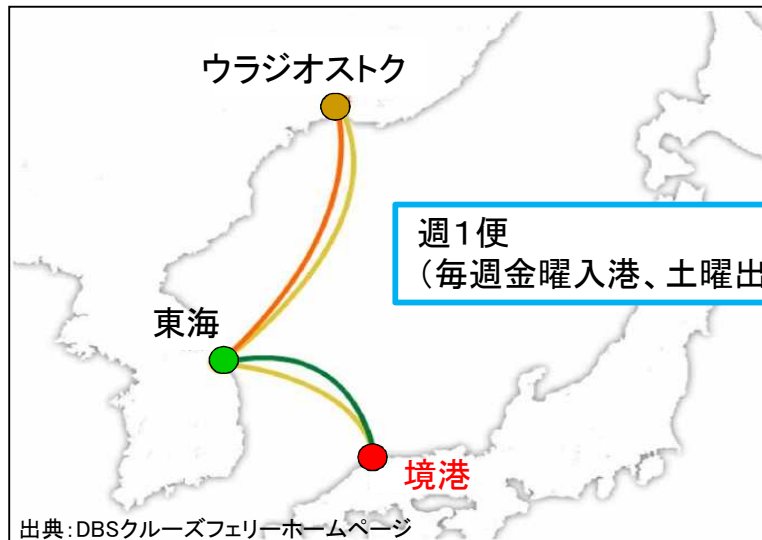 ウラジオストク
週1便
（毎週金曜入港、土曜出
東海
境港
出典：DBSクルーズフェリーホームページ